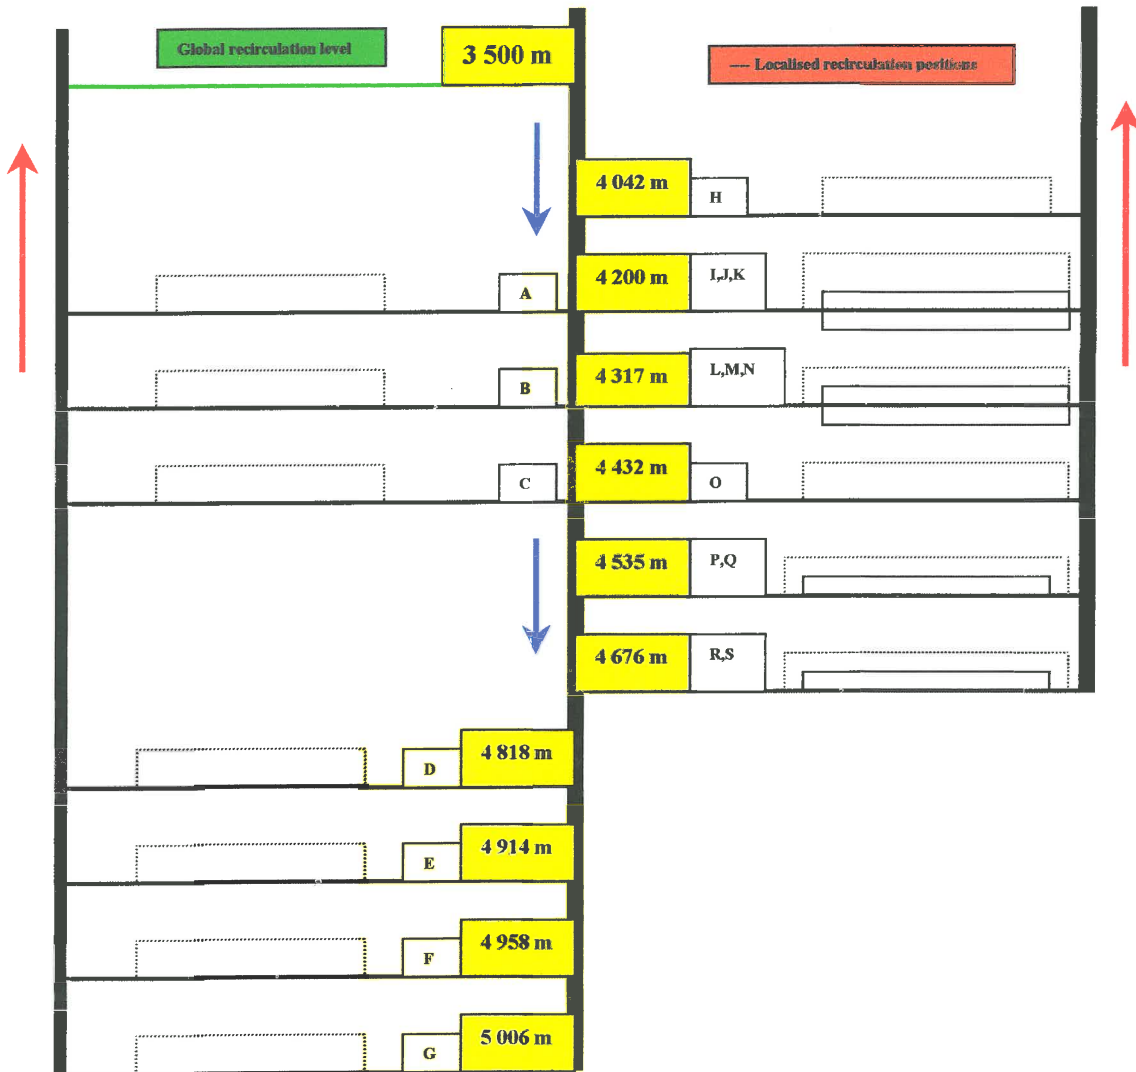 Global recirculation level
3 500 m
---- Localised recirculation positions
4 042 m
H
4 200 m
I,J,K
A
4 317 m
L,M,N
B
4 432 m
O
C
4 535 m
P,Q
4 676 m
R,S
4 818 m
D
4 914 m
E
4 958 m
F
5 006 m
G